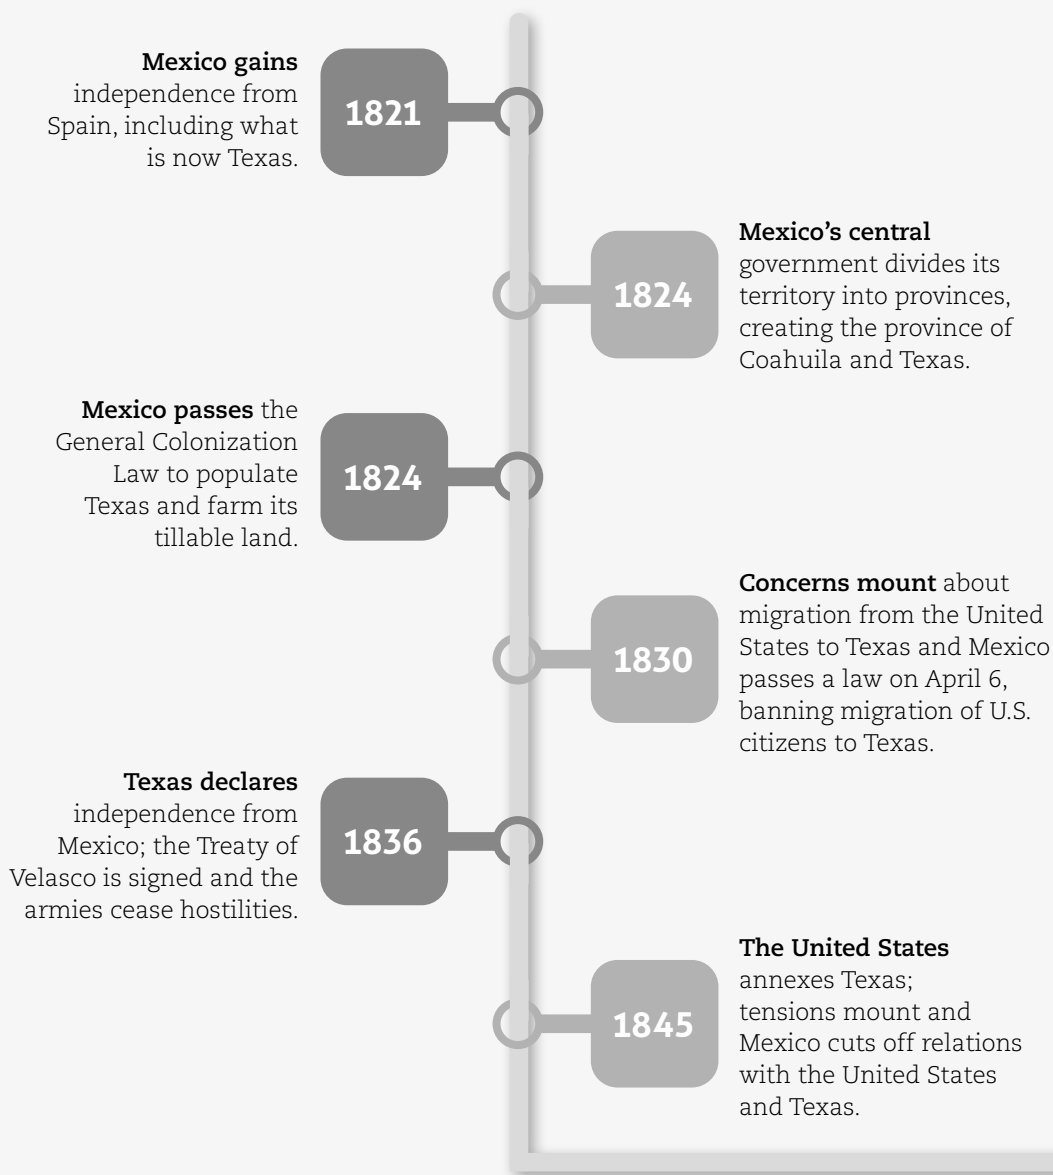 Mexico gains
independence from
Spain, including what
is now Texas.
1821
1824
Mexico’s central
government divides its
territory into provinces,
creating the province of
Coahuila and Texas.
Mexico passes the
General Colonization
Law to populate
Texas and farm its
tillable land.
1824
1830
Concerns mount about
migration from the United
States to Texas and Mexico
passes a law on April 6,
banning migration of U.S.
citizens to Texas.
Texas declares
independence from
Mexico; the Treaty of
Velasco is signed and the
armies cease hostilities.
1836
1845
The United States
annexes Texas;
tensions mount and
Mexico cuts off relations
with the United States
and Texas.